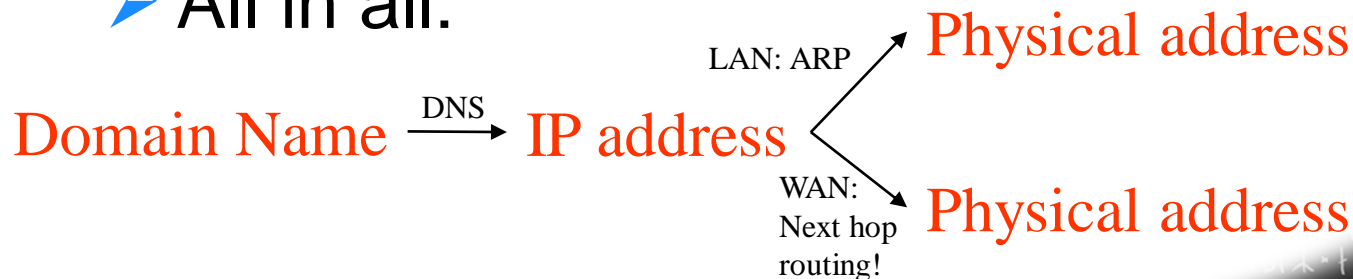 All in all:
LAN: ARP
Physical address
Domain Name
DNS
IP address
WAN:
Next hop
routing!
Physical address